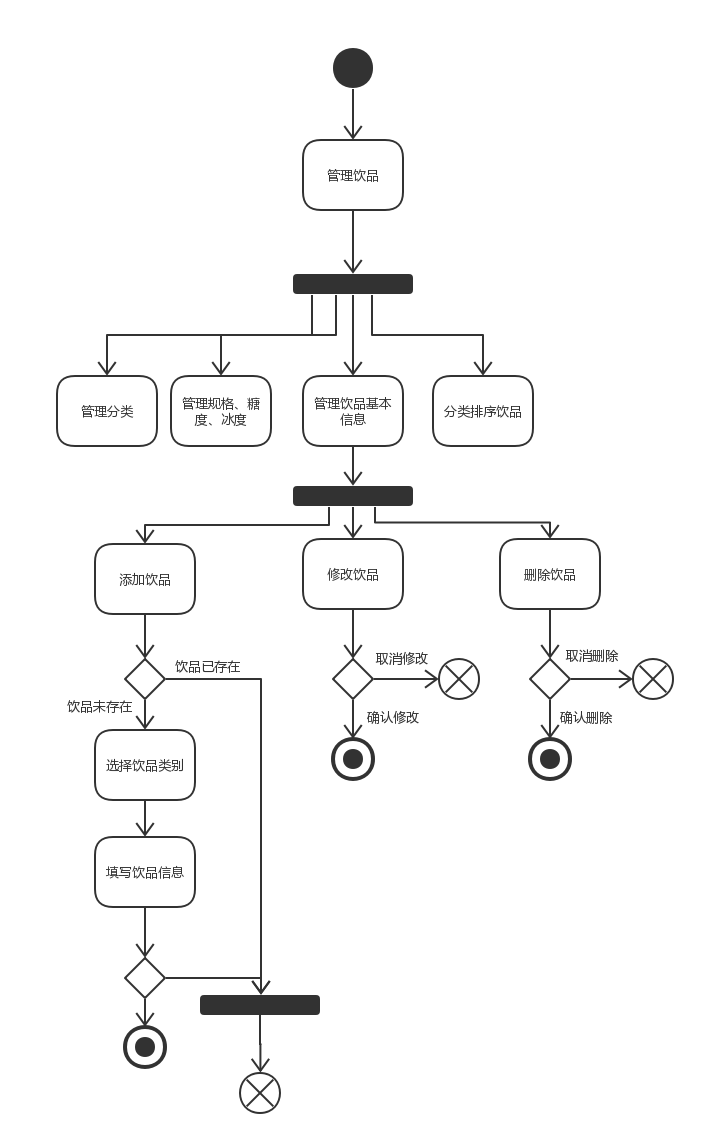 管理饮品
管理分类
管理规格、糖
度、冰度
管理饮品基本
信息
分类排序饮品
添加饮品
修改饮品
删除饮品
饮品已存在
取消修改
取消删除
饮品未存在
确认修改
确认删除
选择饮品类别
填写饮品信息